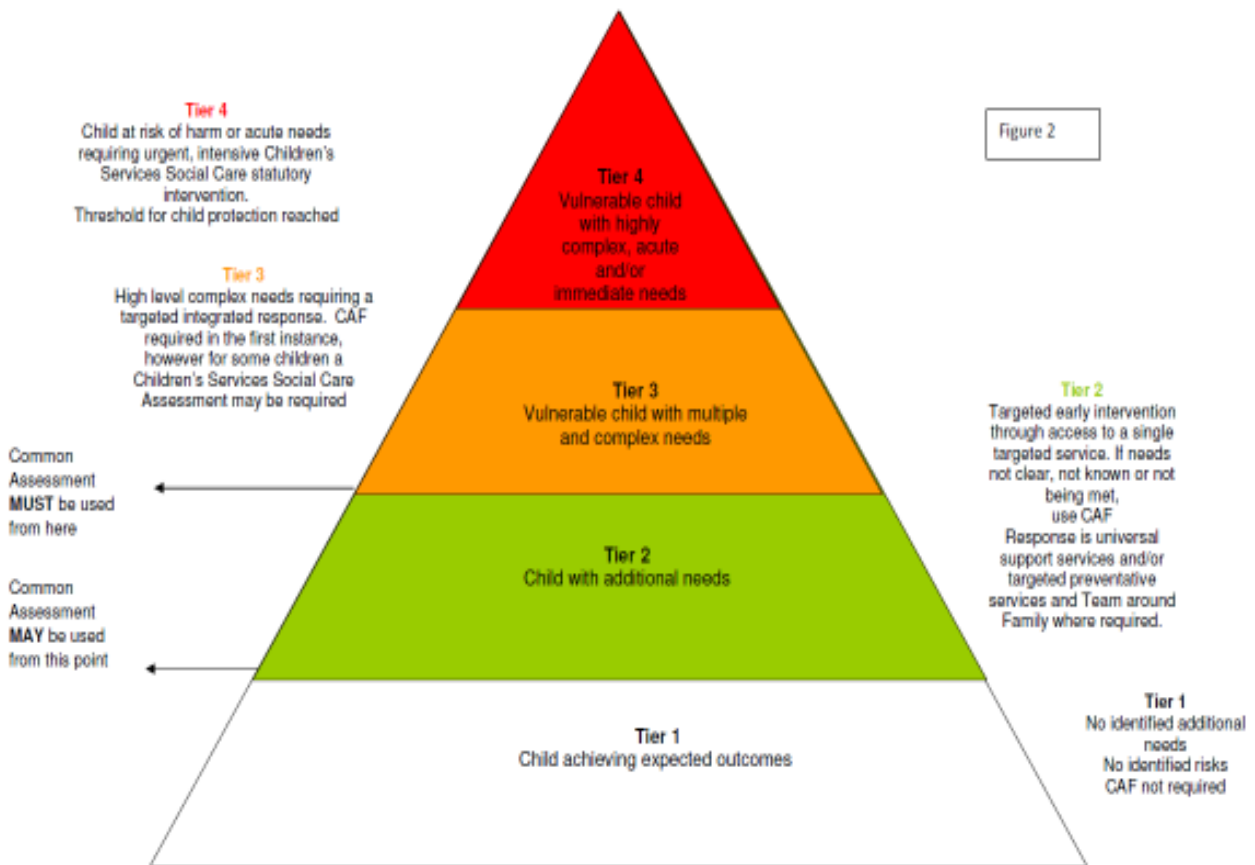 Tier 4
Child at risk of harm or acute needs
requiring urgent, intensive Children's
Services Social Care statutory
intervention.
Threshold for child protection reached
Figure 2
Tier 4
Vulnerable child
with highly
complex, acute
and/or
immediate needs
Tier 3
High level complex needs requiring a
targeted integrated response. CAF
required in the first instance,
however for some children a
Children's Services Social Care
Assessment may be required
Tier 3
Vulnerable child with multiple
and complex needs
Tier 2
Targeted early intervention
through access to a single
targeted service. If needs
not clear, not known or not
being met,
use CAF
Response is universal
support services and/or
targeted preventative
services and Team around
Family where required.
Common
Assessment
MUST be used
from here
Tier 2
Child with additional needs
Common
Assessment
MAY be used
from this point
Tier 1
Child achieving expected outcomes
Tier 1
No identified additional
needs
No identified risks
CAF not required